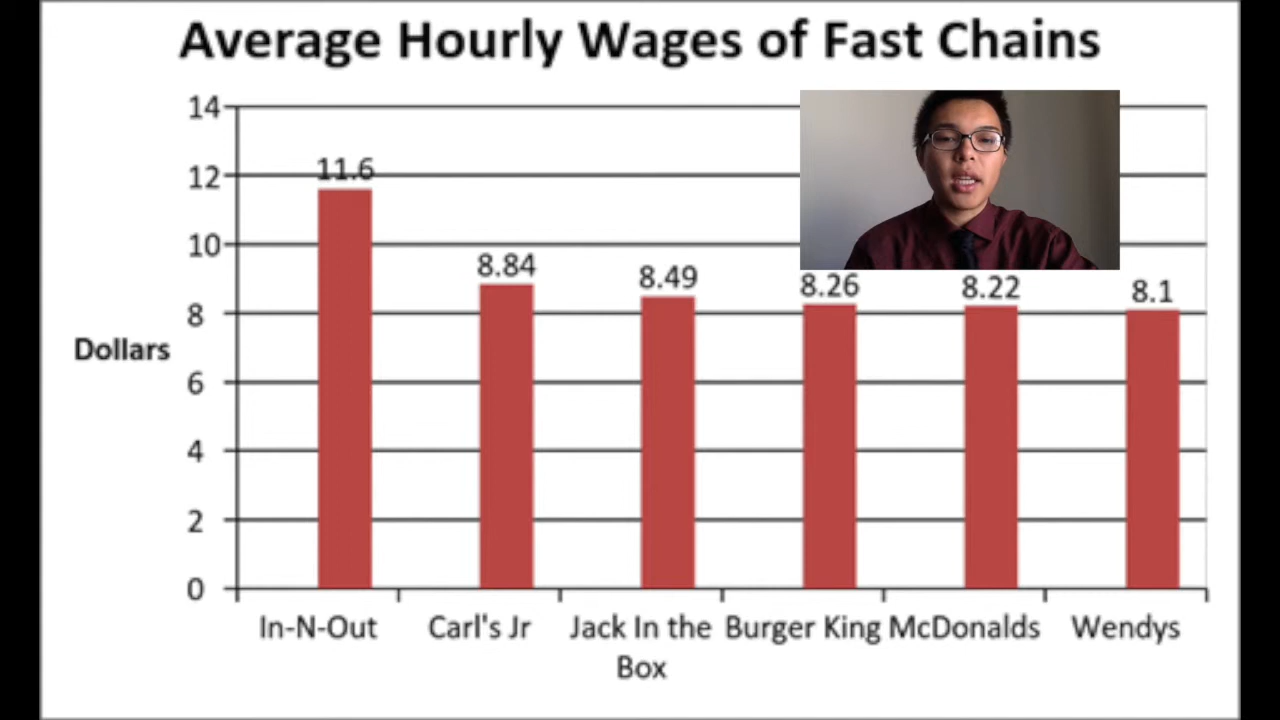 Average Hourly Wages of Fast Chains
14
12
10
8
6
4
2
0
Dollars
11.6
8.84
8.49
8.26
8.22
8.1
In-N-Out
Carl's Jr
Jack In the
Box
Burger King
McDonalds
Wendys